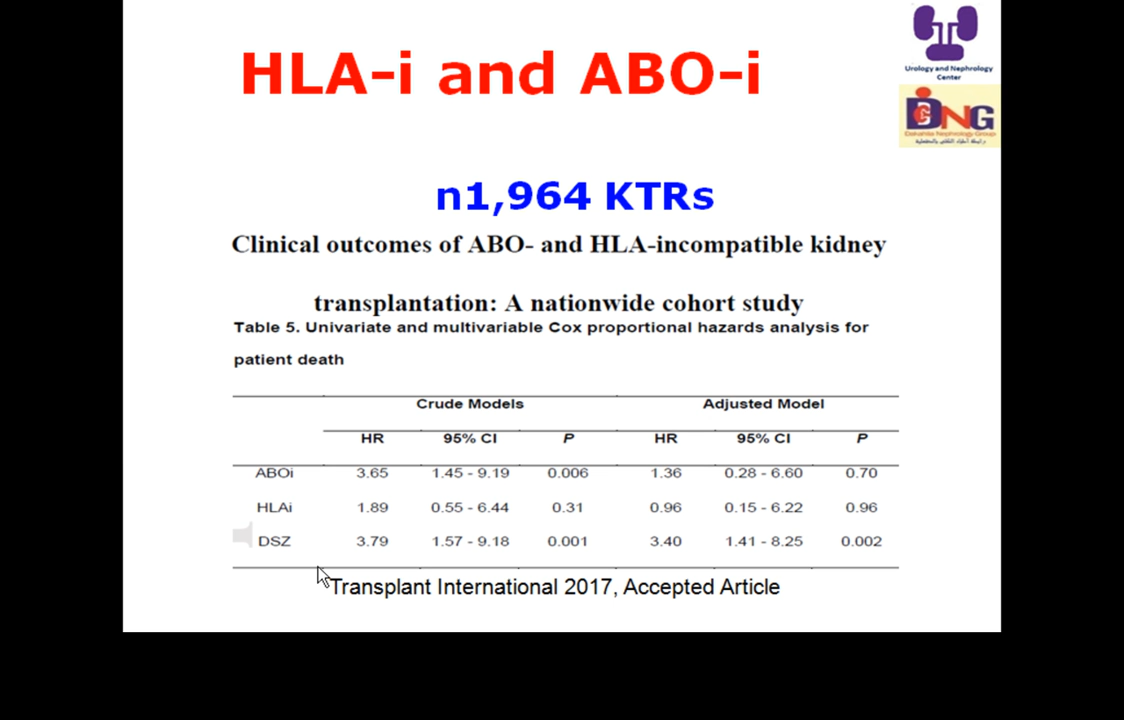 HLA-i and ABO-i
Urology and Nephrology
Center
DNG
n1,964 KTRs
Clinical outcomes of ABO- and HLA-incompatible kidney
transplantation: A nationwide cohort study
Table 5. Univariate and multivariable Cox proportional hazards analysis for
patient death
Crude Models Adjusted Model
HR 95% CI P HR 95% CI P
ABOi 3.65 1.45 - 9.19 0.006 1.36 0.28 - 6.60 0.70
HLAi 1.89 0.55 - 6.44 0.31 0.96 0.15 - 6.22 0.96
DSZ 3.79 1.57 - 9.18 0.001 3.40 1.41 - 8.25 0.002
Transplant International 2017, Accepted Article